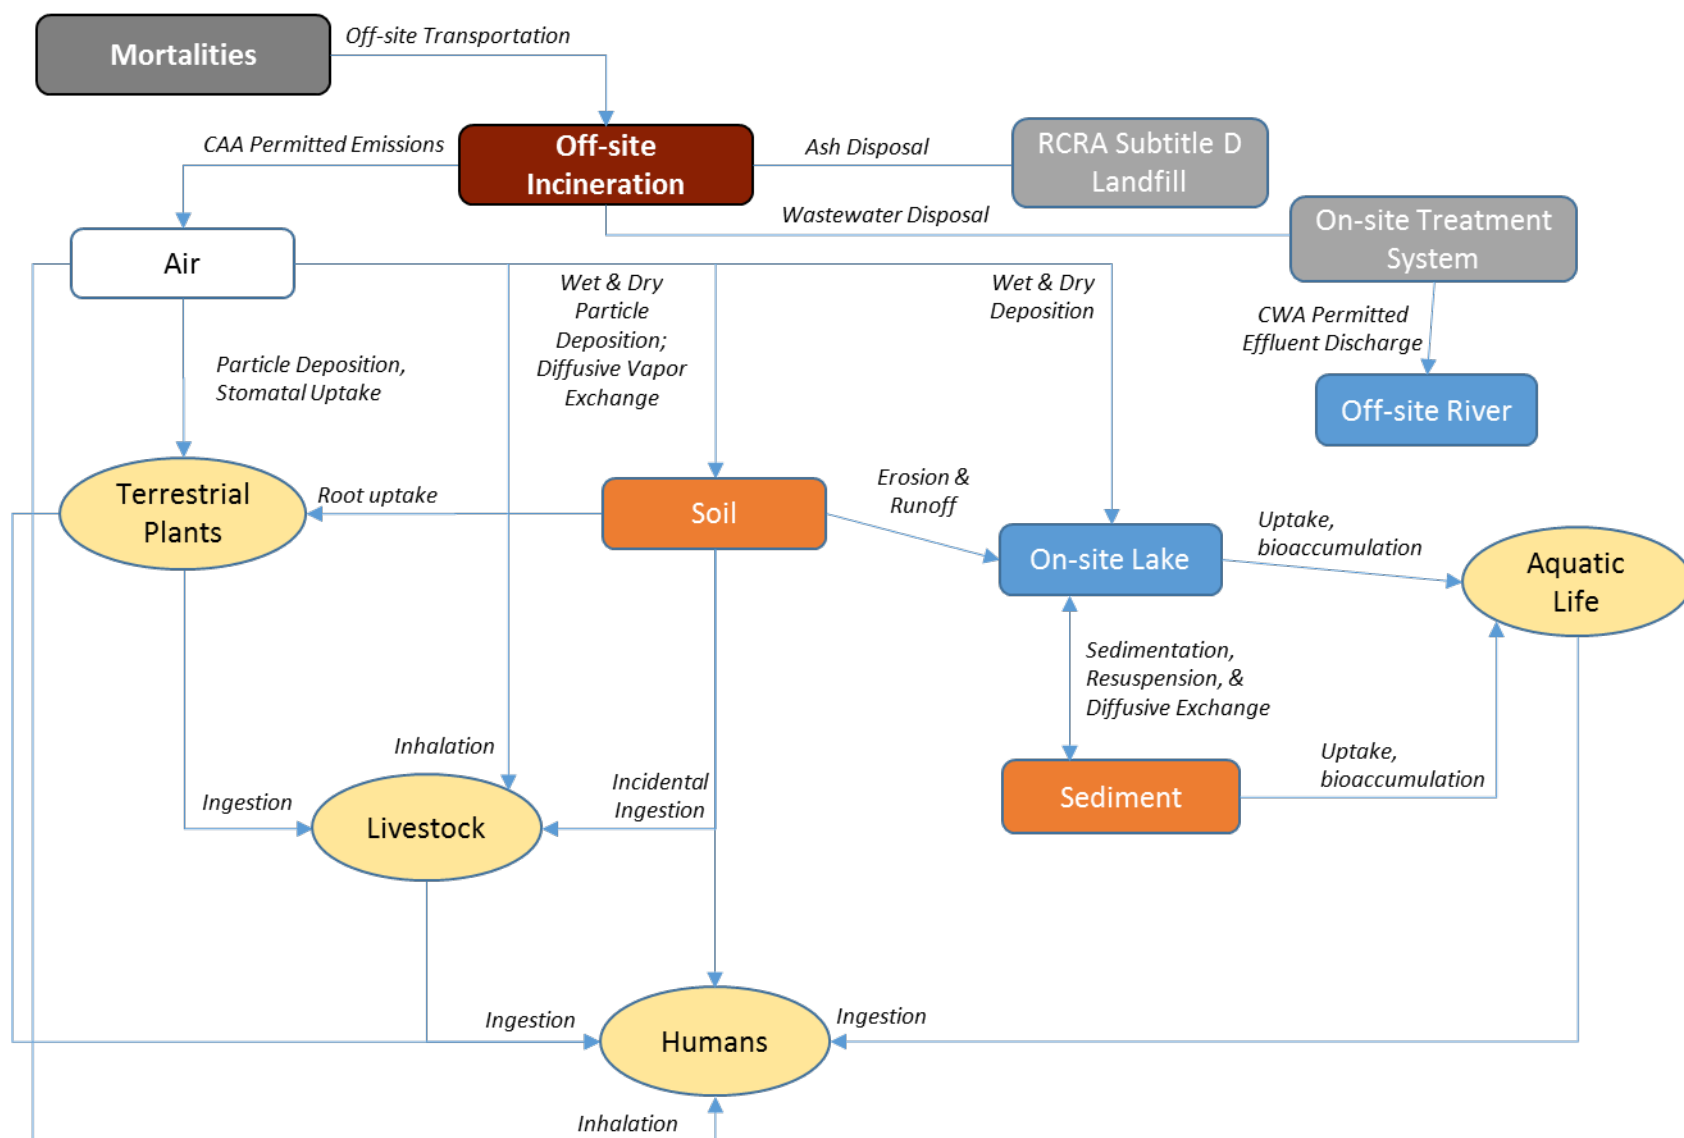 Mortalities
Off-site Transportation
CAA Permitted Emissions
Off-site
Incineration
Ash Disposal
RCRA Subtitle D
Landfill
Wastewater Disposal
On-site Treatment
System
Air
Wet & Dry
Particle
Deposition;
Diffusive Vapor
Exchange
Wet & Dry
Deposition
CWA Permitted
Effluent Discharge
Particle Deposition,
Stomatal Uptake
Off-site River
Terrestrial
Plants
Root uptake
Soil
Erosion &
Runoff
On-site Lake
Uptake,
bioaccumulation
Aquatic
Life
Sedimentation,
Resuspension, &
Diffusive Exchange
Inhalation
Incidental
Ingestion
Ingestion
Livestock
Sediment
Uptake,
bioaccumulation
Ingestion
Humans
Ingestion
Inhalation